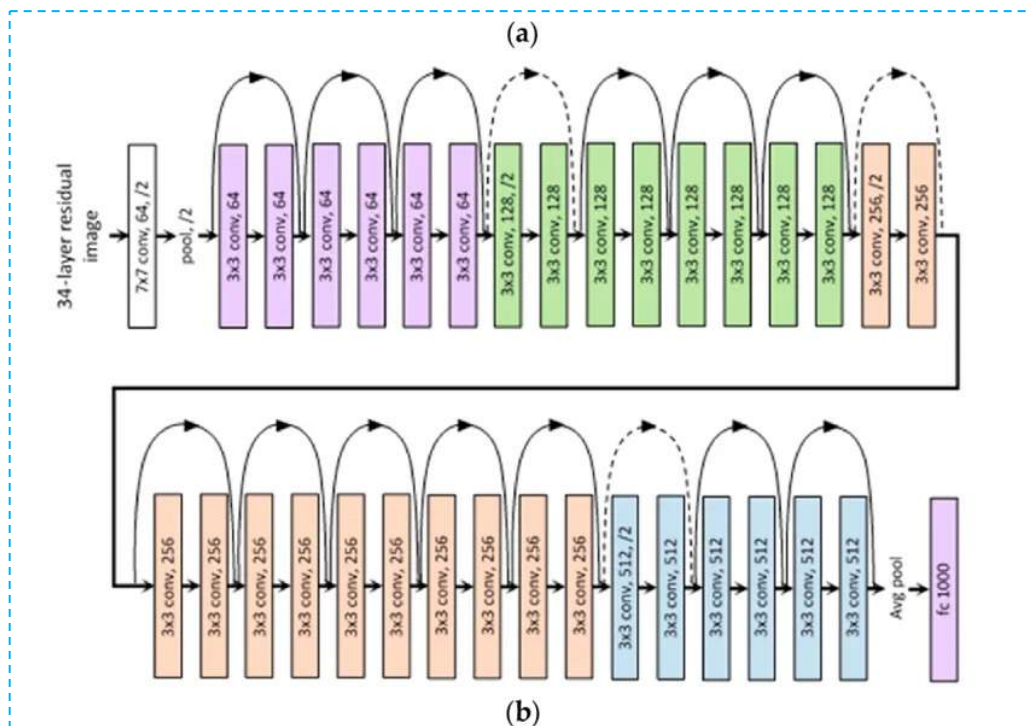 (a)
34-layer residual
image
7x7 conv, 64, /2
pool, /2
3x3 conv, 64
3x3 conv, 64
3x3 conv, 64
3x3 conv, 64
3x3 conv, 64
3x3 conv, 64
3x3 conv, 128, /2
3x3 conv, 128
3x3 conv, 128
3x3 conv, 128
3x3 conv, 128
3x3 conv, 128
3x3 conv, 128
3x3 conv, 128
3x3 conv, 256, /2
3x3 conv, 256
3x3 conv, 256
3x3 conv, 256
3x3 conv, 256
3x3 conv, 256
3x3 conv, 256
3x3 conv, 256
3x3 conv, 256
3x3 conv, 256
3x3 conv, 256
3x3 conv, 256
3x3 conv, 512, /2
3x3 conv, 512
3x3 conv, 512
3x3 conv, 512
3x3 conv, 512
3x3 conv, 512
Avg pool
fc 1000
(b)